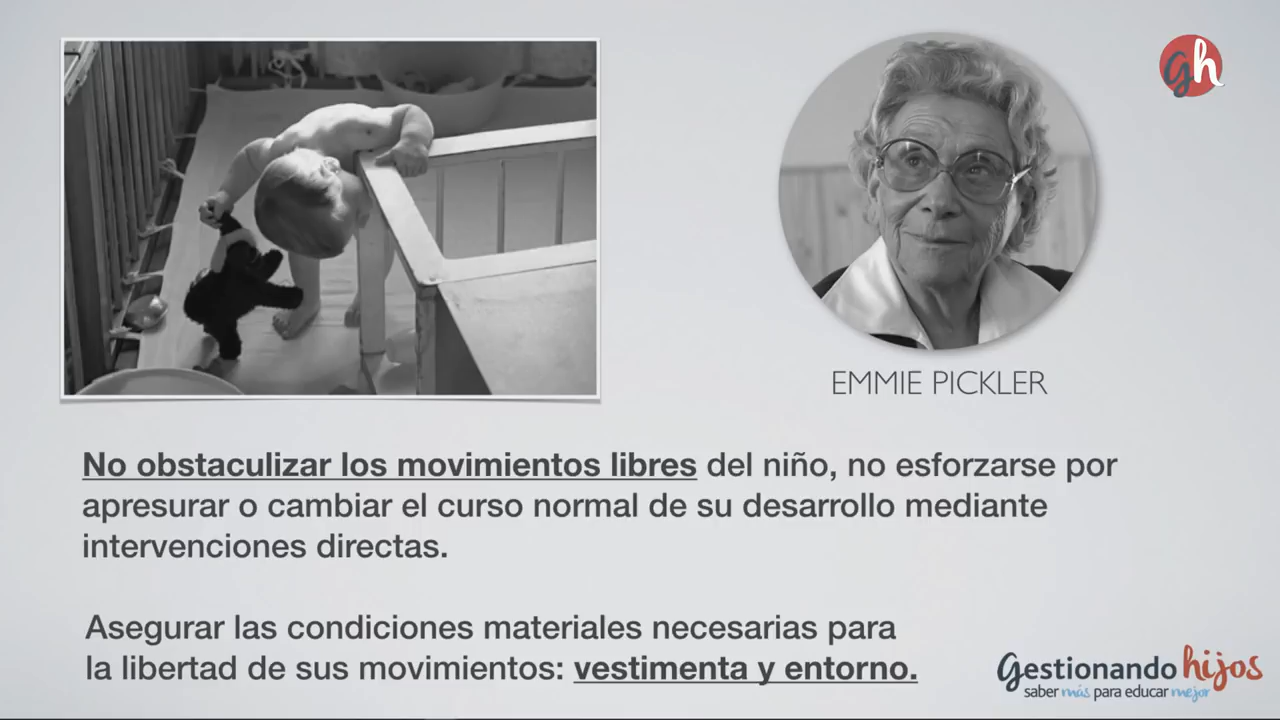 gh
EMMIE PICKLER
No obstaculizar los movimientos libres del niño, no esforzarse por
apresurar o cambiar el curso normal de su desarrollo mediante
intervenciones directas.
Asegurar las condiciones materiales necesarias para
la libertad de sus movimientos: vestimenta y entorno.
Gestionando hijos
saber más para educar mejor